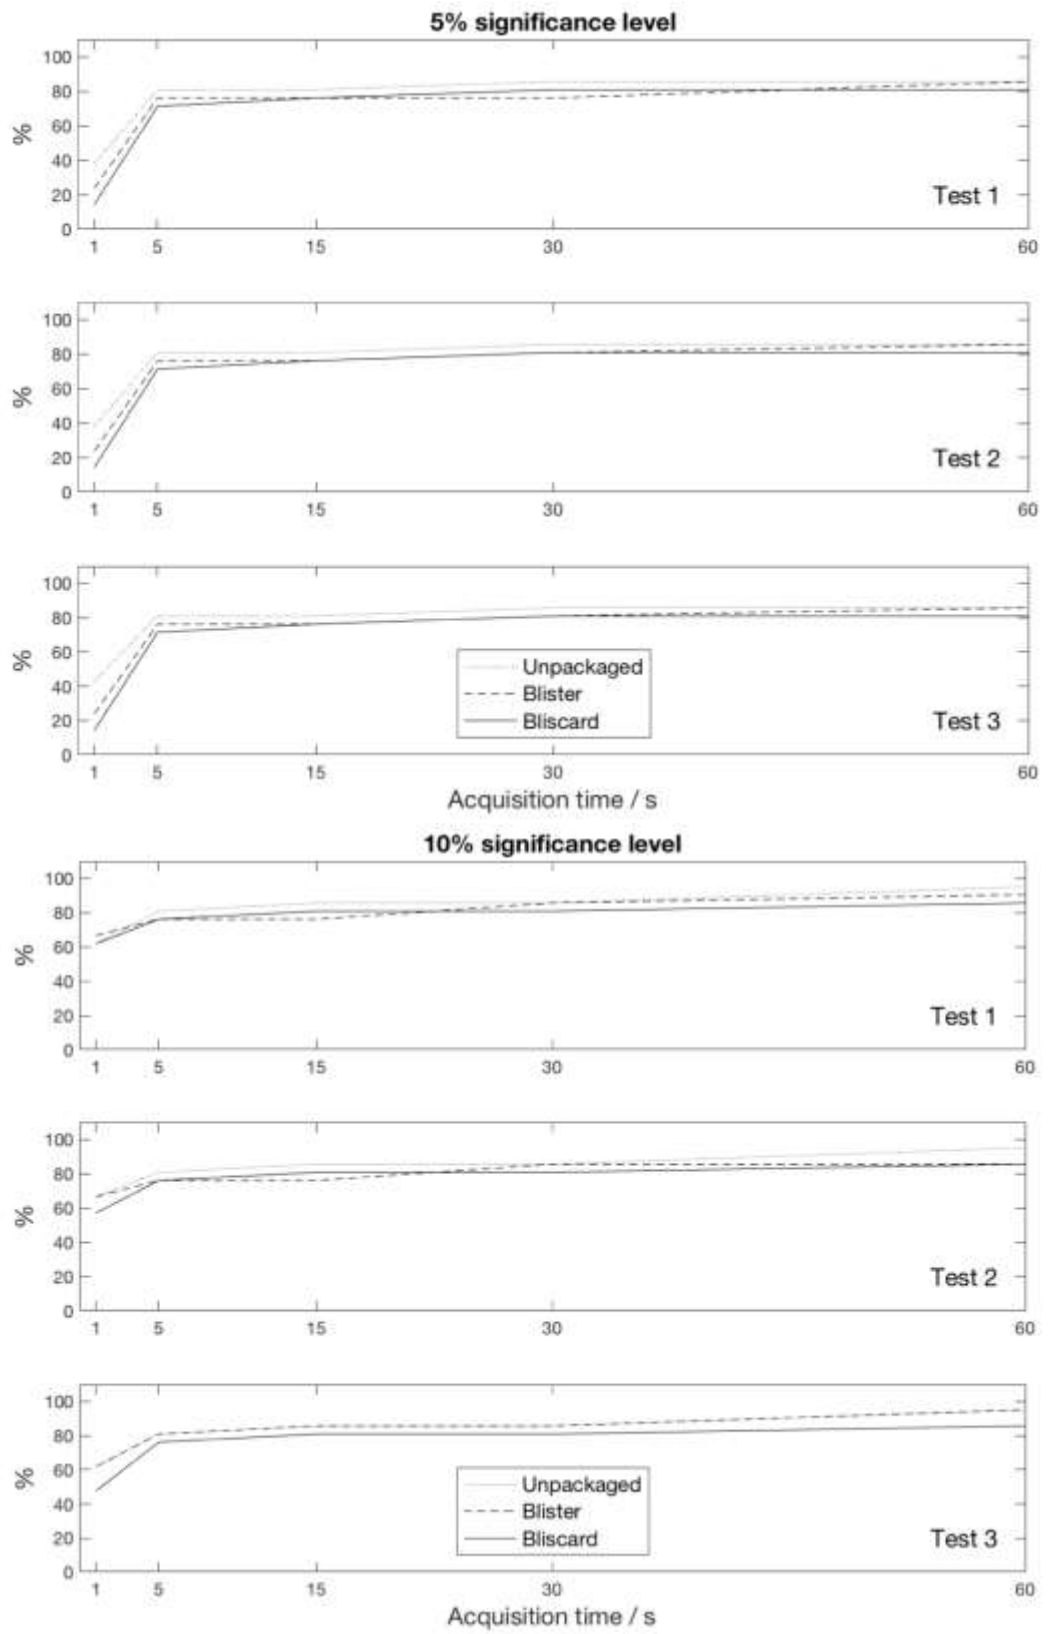 5% significance level
100
80
60
40
20
0
%
Test 1
1 5 15 30 60
100
80
60
40
20
0
%
Test 2
1 5 15 30 60
100
80
60
40
20
0
%
Unpackaged
Blister
Bliscard
Test 3
1 5 15 30 60
Acquisition time / s
10% significance level
100
80
60
40
20
0
%
Test 1
1 5 15 30 60
100
80
60
40
20
0
%
Test 2
1 5 15 30 60
100
80
60
40
20
0
%
Unpackaged
Blister
Bliscard
Test 3
1 5 15 30 60
Acquisition time / s